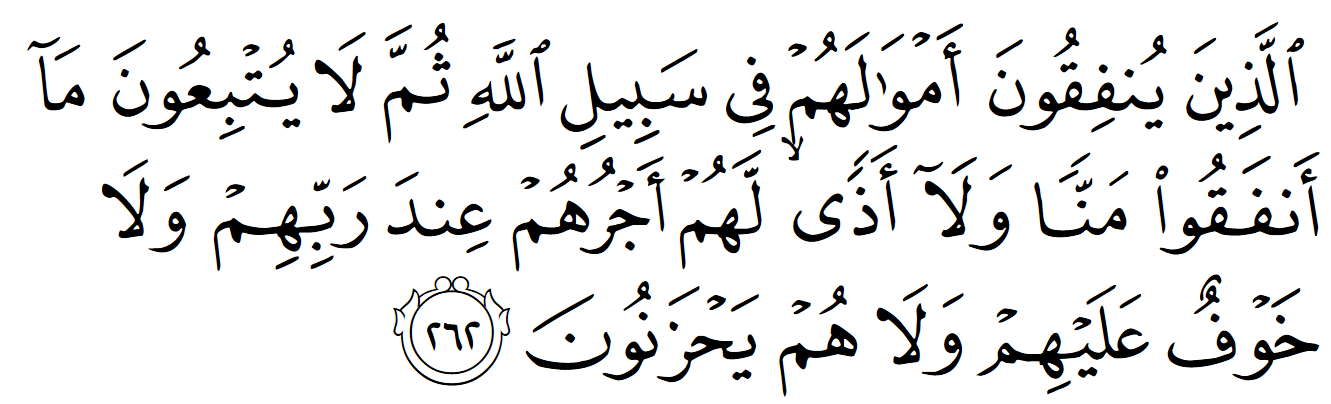 ٱلَّذِينَ يُنفِقُونَ أَمۡوَٰلَهُمۡ فِي سَبِيلِ ٱللَّهِ ثُمَّ لَا يُتۡبِعُونَ مَآ
أَنفَقُواْ مَنّٗا وَلَآ أَذٗى ۙ لَّهُمۡ أَجۡرُهُمۡ عِندَ رَبِّهِمۡ وَلَا
خَوۡفٌ عَلَيۡهِمۡ وَلَا هُمۡ يَحۡزَنُونَ ٢٦٢